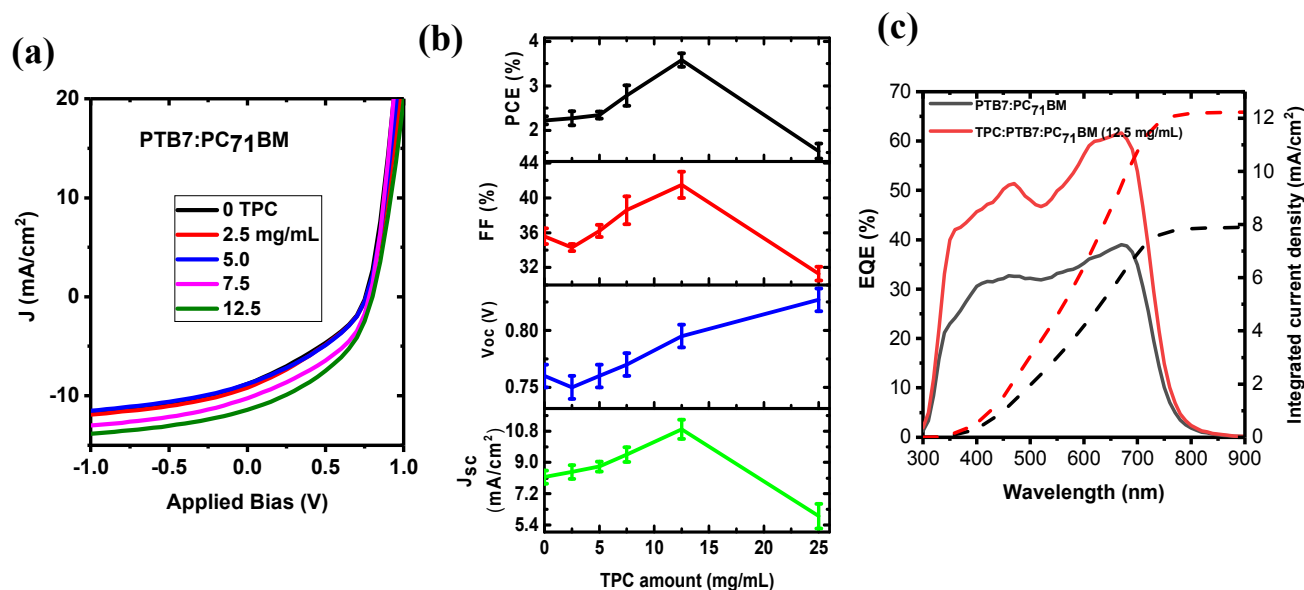 (a)
20
10
0
-10
J (mA/cm²)
PTB7:PC71BM
0 TPC
2.5 mg/mL
5.0
7.5
12.5
-1.0 -0.5 0.0 0.5 1.0
Applied Bias (V)
(b)
4
3
2
PCE (%)
44
40
36
32
FF (%)
0.80
0.75
Voc (V)
10.8
9.0
7.2
5.4
Jsc
(mA/cm²)
0 5 10 15 20 25
TPC amount (mg/mL)
(c)
70
60
50
40
30
20
10
0
EQE (%)
PTB7:PC71BM
TPC:PTB7:PC71BM (12.5 mg/mL)
12
10
8
6
4
2
0
Integrated current density (mA/cm²)
300 400 500 600 700 800 900
Wavelength (nm)